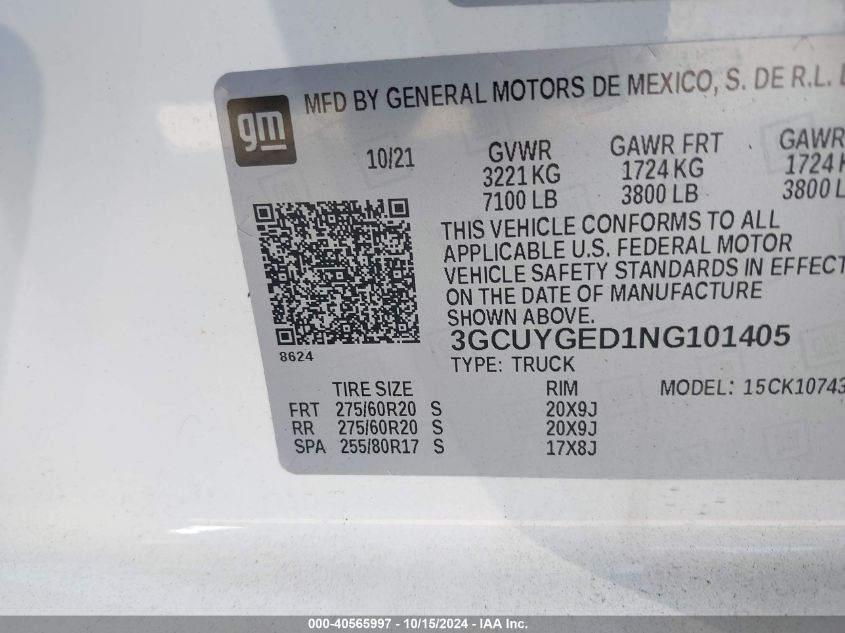 MFD BY GENERAL MOTORS DE MEXICO, S. DE R.L. D
gm
10/21 GVWR GAWR FRT GAWR
3221 KG 1724 KG 1724 K
7100 LB 3800 LB 3800 L
THIS VEHICLE CONFORMS TO ALL
APPLICABLE U.S. FEDERAL MOTOR
VEHICLE SAFETY STANDARDS IN EFFECT
ON THE DATE OF MANUFACTURE
SHOWN ABOVE.
3GCUYGED1NG101405
8624
TYPE: TRUCK
TIRE SIZE RIM MODEL: 15CK10743
FRT 275/60R20 S 20X9J
RR 275/60R20 S 20X9J
SPA 255/80R17 S 17X8J
000-40565997 - 10/15/2024 - IAA Inc.